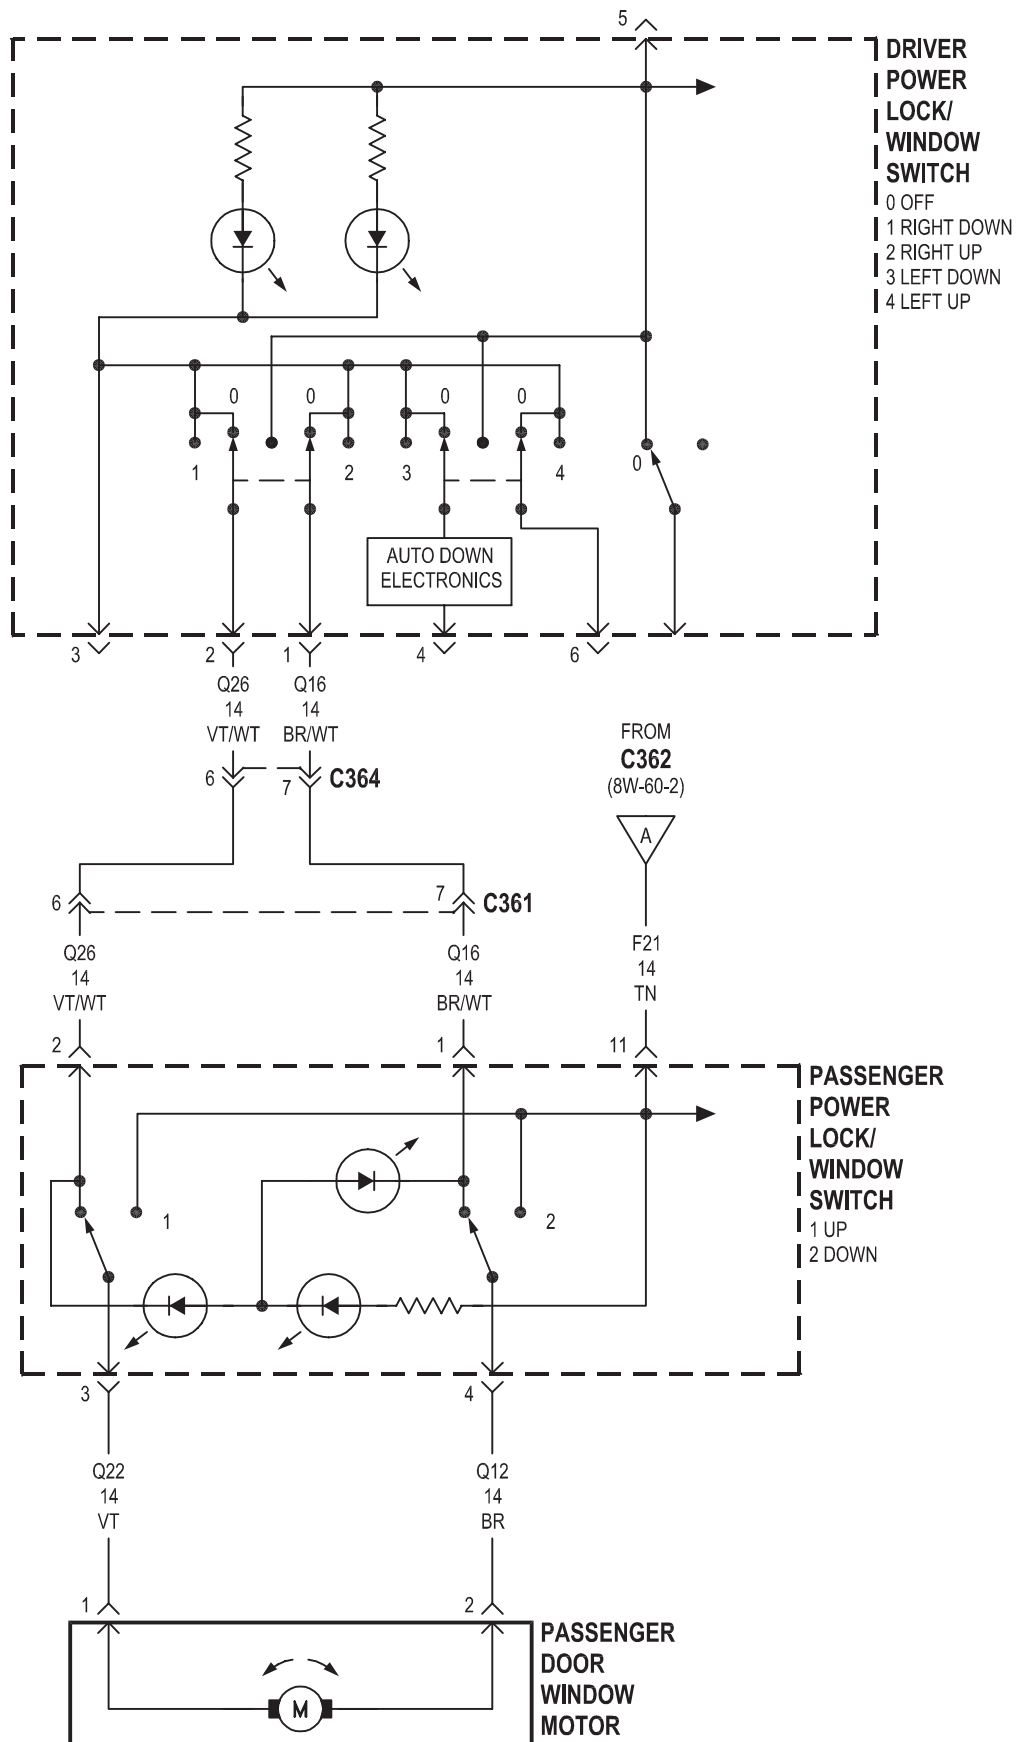 5
DRIVER
POWER
LOCK/
WINDOW
SWITCH
0 OFF
1 RIGHT DOWN
2 RIGHT UP
3 LEFT DOWN
4 LEFT UP
0 0 0 0
1 2 3 4 0
AUTO DOWN
ELECTRONICS
3 2 1 4 6
Q26 Q16
14 14
VT/WT BR/WT
6 7 C364
FROM
C362
(8W-60-2)
A
6 7 C361
Q26 Q16 F21
14 14 14
VT/WT BR/WT TN
2 1 11
PASSENGER
POWER
LOCK/
WINDOW
SWITCH
1 UP
2 DOWN
1 2
3 4
Q22 Q12
14 14
VT BR
1 2
PASSENGER
DOOR
WINDOW
MOTOR
M